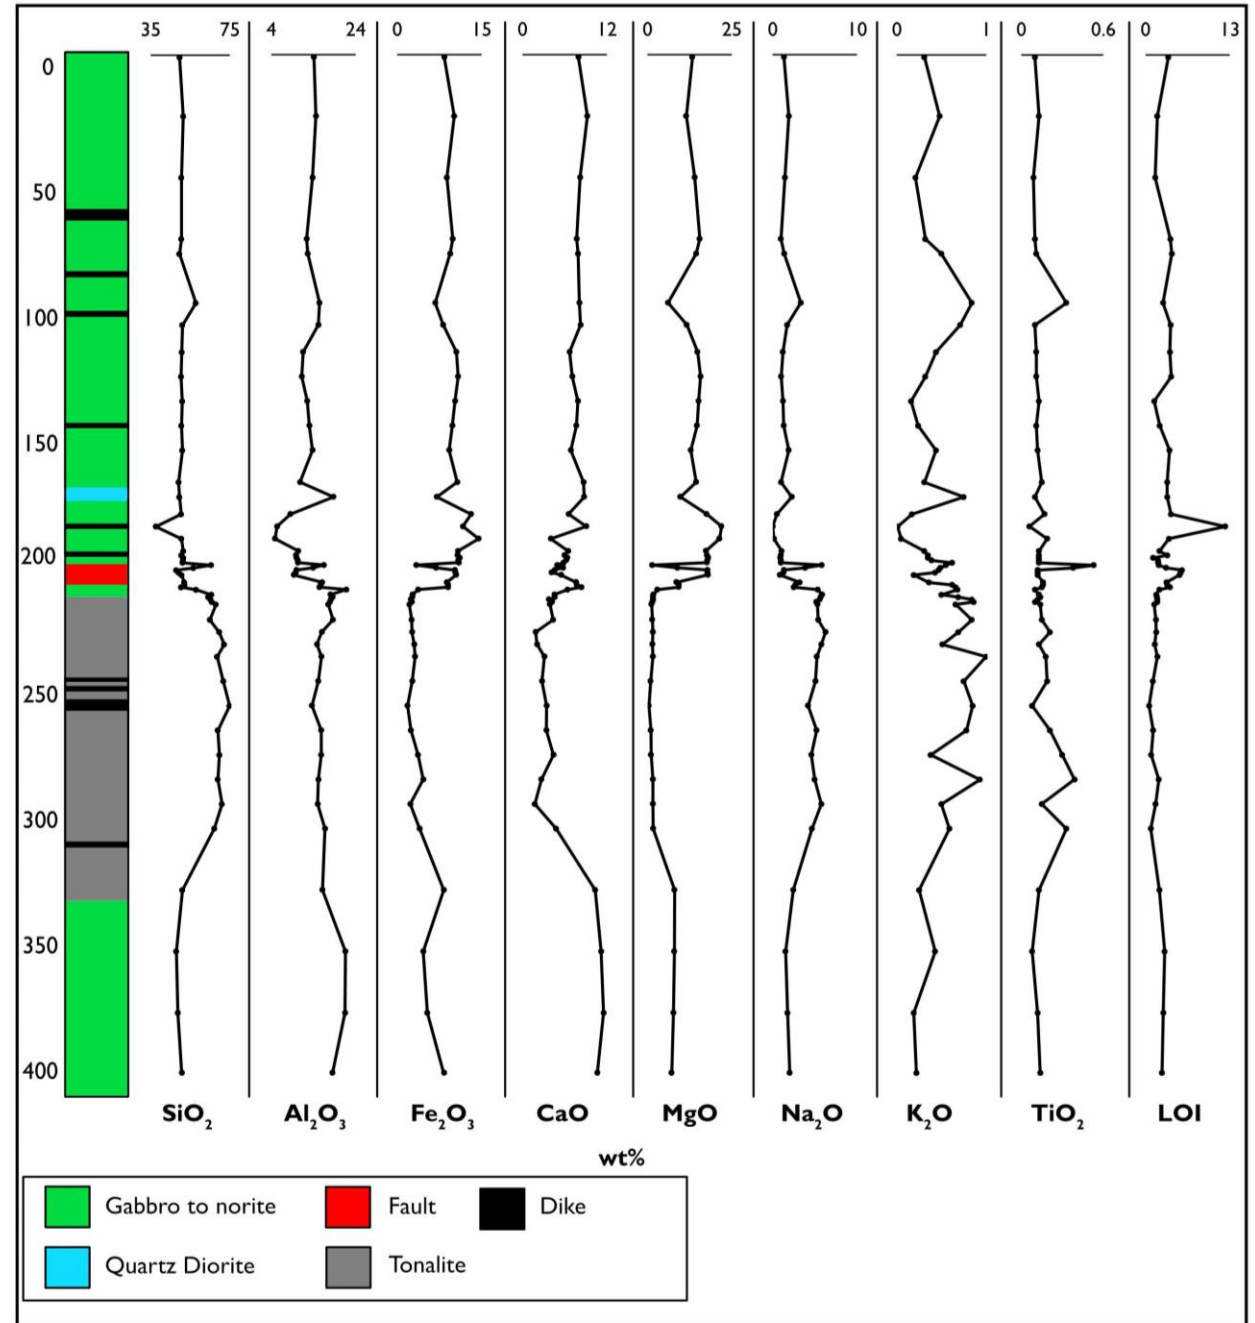 35 75 4 24 0 15 0 12 0 25 0 10 0 1 0 0.6 0 13
0
50
100
150
200
250
300
350
400
SiO₂ Al₂O₃ Fe₂O₃ CaO MgO Na₂O K₂O TiO₂ LOI
wt%
Gabbro to norite Fault Dike
Quartz Diorite Tonalite